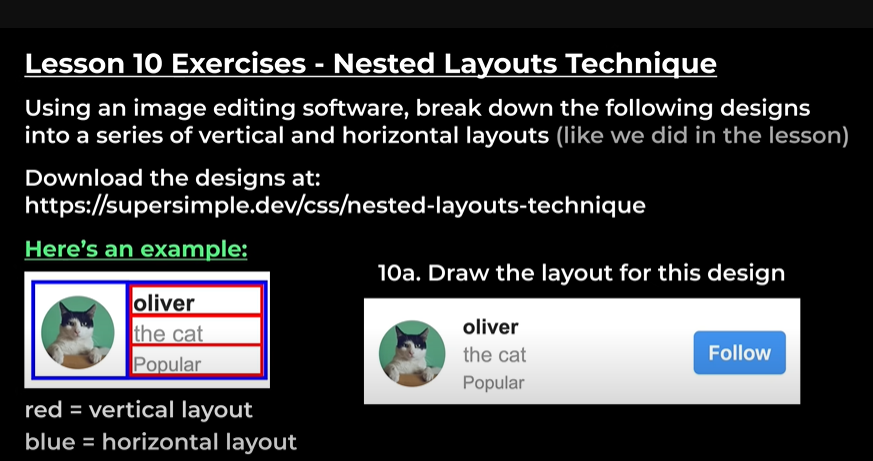 Lesson 10 Exercises - Nested Layouts Technique
Using an image editing software, break down the following designs
into a series of vertical and horizontal layouts (like we did in the lesson)
Download the designs at:
https://supersimple.dev/css/nested-layouts-technique
Here's an example:
oliver
the cat
Popular
red = vertical layout
blue = horizontal layout
10a. Draw the layout for this design
oliver
the cat
Popular
Follow